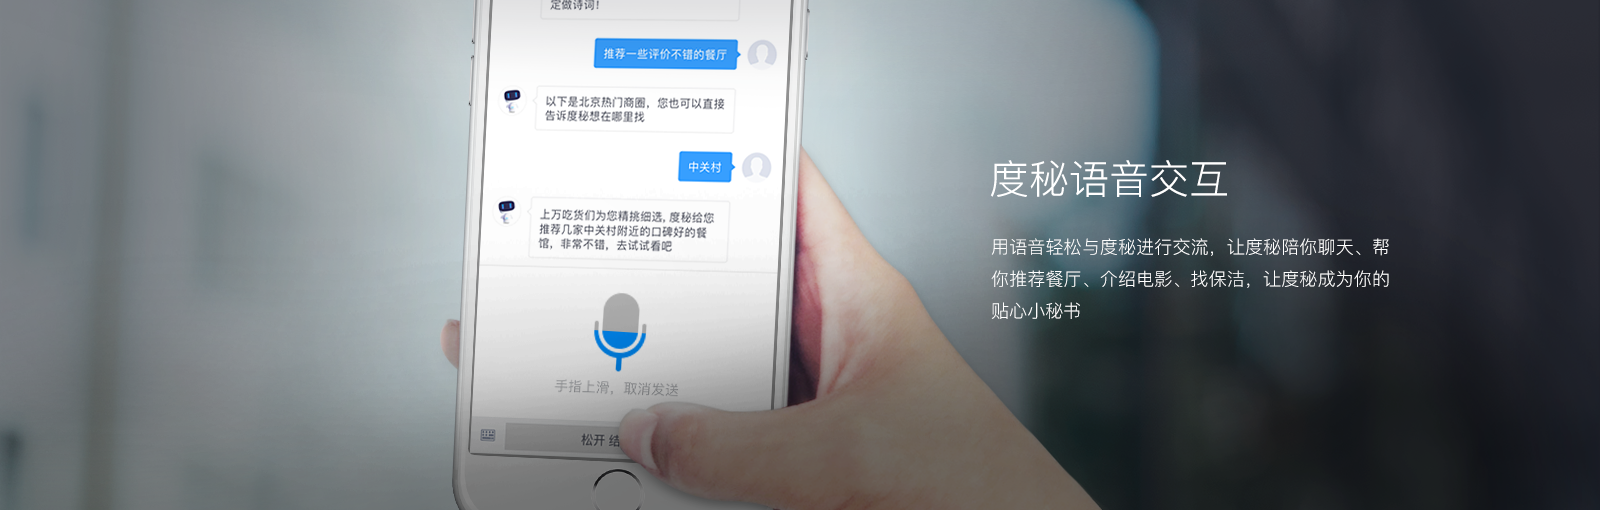 定做诗词！
推荐一些评价不错的餐厅
以下是北京热门商圈，您也可以直接
告诉度秘想在哪里找
中关村
上万吃货们为您精挑细选，度秘给您
推荐几家中关村附近的口碑好的餐
馆，非常不错，去试试看吧
手指上滑，取消发送
松开 结
度秘语音交互
用语音轻松与度秘进行交流，让度秘陪你聊天、帮
你推荐餐厅、介绍电影、找保洁，让度秘成为你的
贴心小秘书